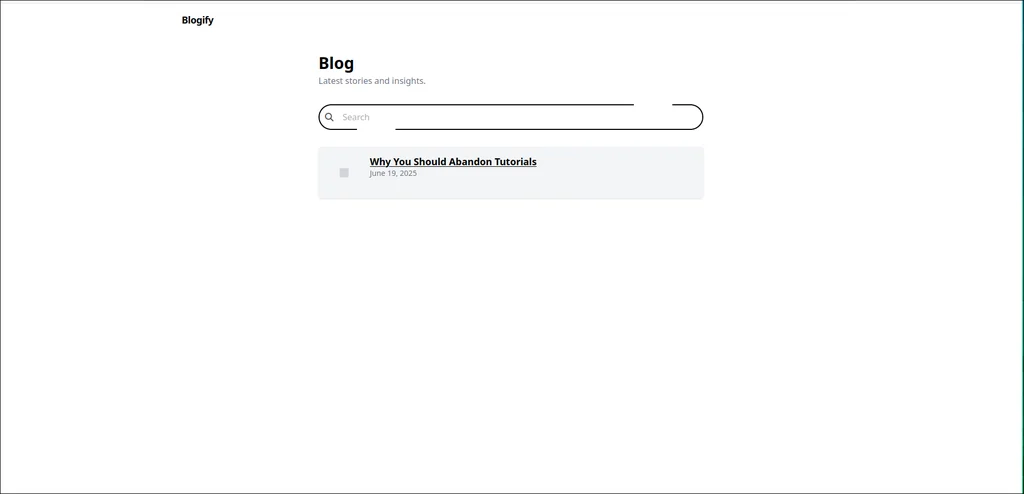 Blogify
Blog
Latest stories and insights.
Search
Why You Should Abandon Tutorials
June 19, 2025